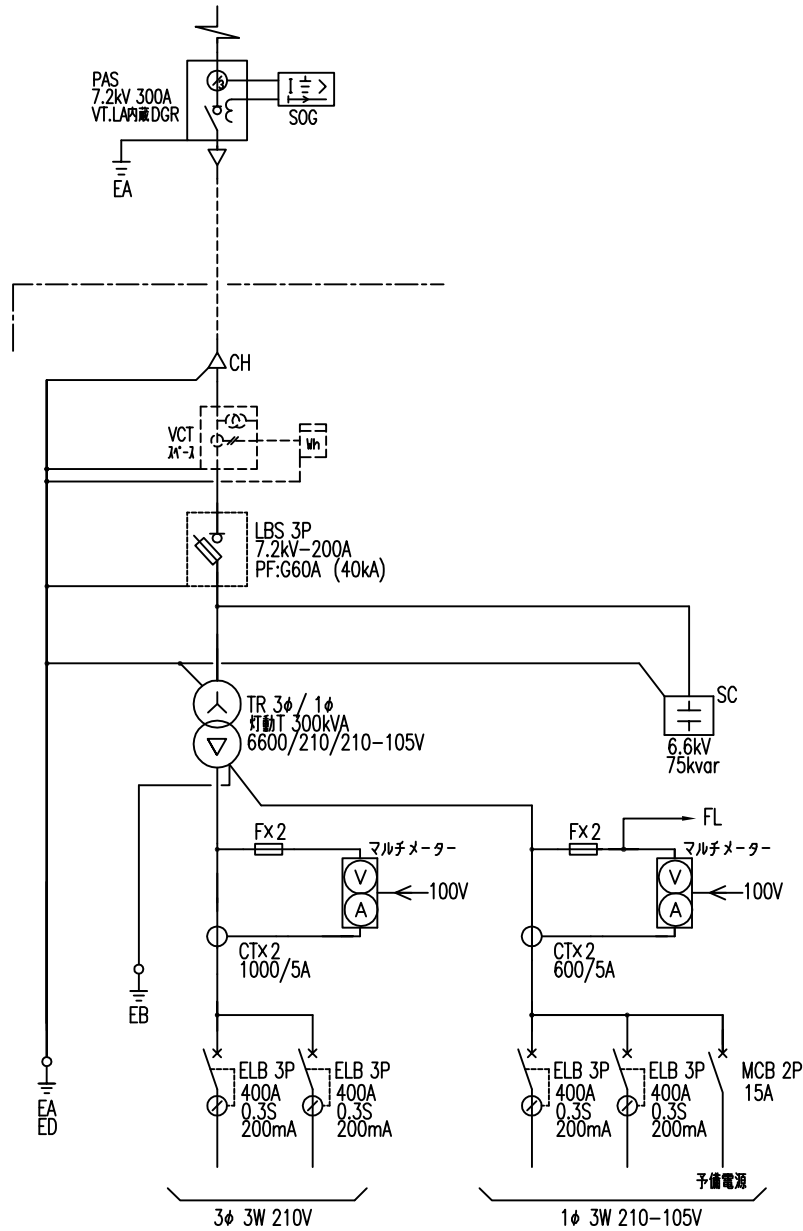 PAS
7.2kV 300A
VT.LA内蔵DGR
I >
SOG
EA
CH
VCT
スペース
Wh
LBS 3P
7.2kV-200A
PF:G60A (40kA)
TR 3φ/1φ
灯動T 300kVA
6600/210/210-105V
SC
6.6kV
75kvar
F×2
マルチメーター
V
A
100V
CT×2
1000/5A
F×2
FL
マルチメーター
V
A
100V
CT×2
600/5A
EB
EA
ED
ELB 3P
400A
0.3S
200mA
ELB 3P
400A
0.3S
200mA
ELB 3P
400A
0.3S
200mA
ELB 3P
400A
0.3S
200mA
MCB 2P
15A
予備電源
3φ 3W 210V
1φ 3W 210-105V